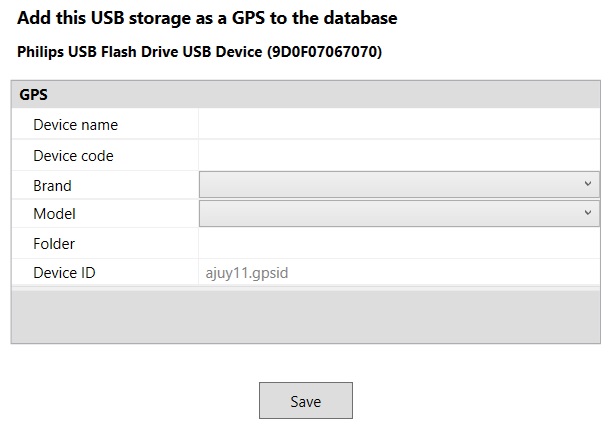 Add this USB storage as a GPS to the database
Philips USB Flash Drive USB Device (9D0F07067070)
GPS
Device name
Device code
Brand
Model
Folder
Device ID ajuy11.gpsid
Save